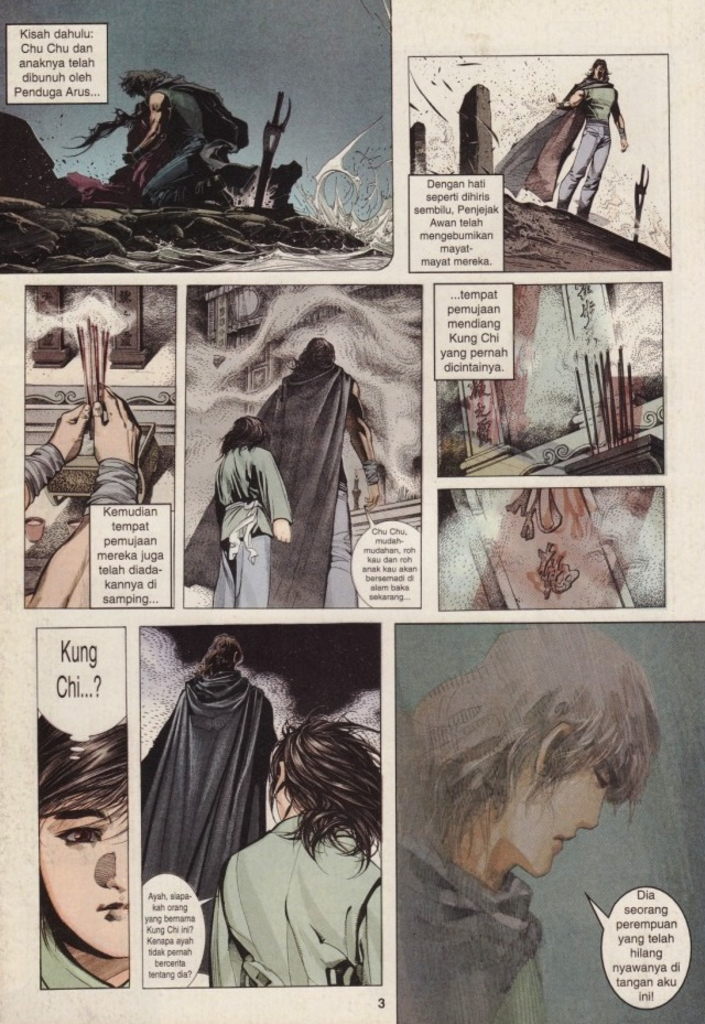 Kisah dahulu:
Chu Chu dan
anaknya telah
dibunuh oleh
Penduga Arus...
Dengan hati
seperti dihiris
sembilu, Penjejak
Awan telah
mengebumikan
mayat-
mayat mereka.
Kemudian
tempat
pemujaan
mereka juga
telah diada-
kannya di
samping...
Chu Chu,
mudah-
mudahan, roh
kau dan roh
anak kau akan
bersemadi di
alam baka
sekarang...
...tempat
pemujaan
mendiang
Kung Chi
yang pernah
dicintainya.
Kung
Chi...?
Ayah, siapa-
kah orang
yang bernama
Kung Chi ini?
Kenapa ayah
tidak pernah
bercerita
tentang dia?
Dia
seorang
perempuan
yang telah
hilang
nyawanya di
tangan aku
ini!
3